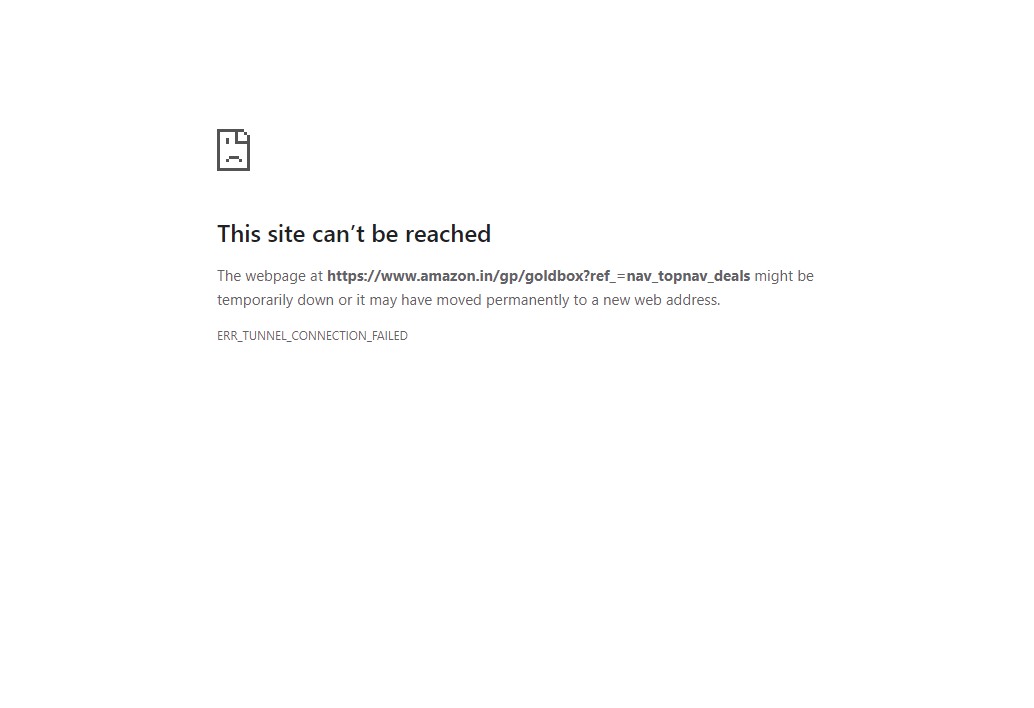 This site can’t be reached
The webpage at https://www.amazon.in/gp/goldbox?ref_=nav_topnav_deals might be
temporarily down or it may have moved permanently to a new web address.
ERR_TUNNEL_CONNECTION_FAILED